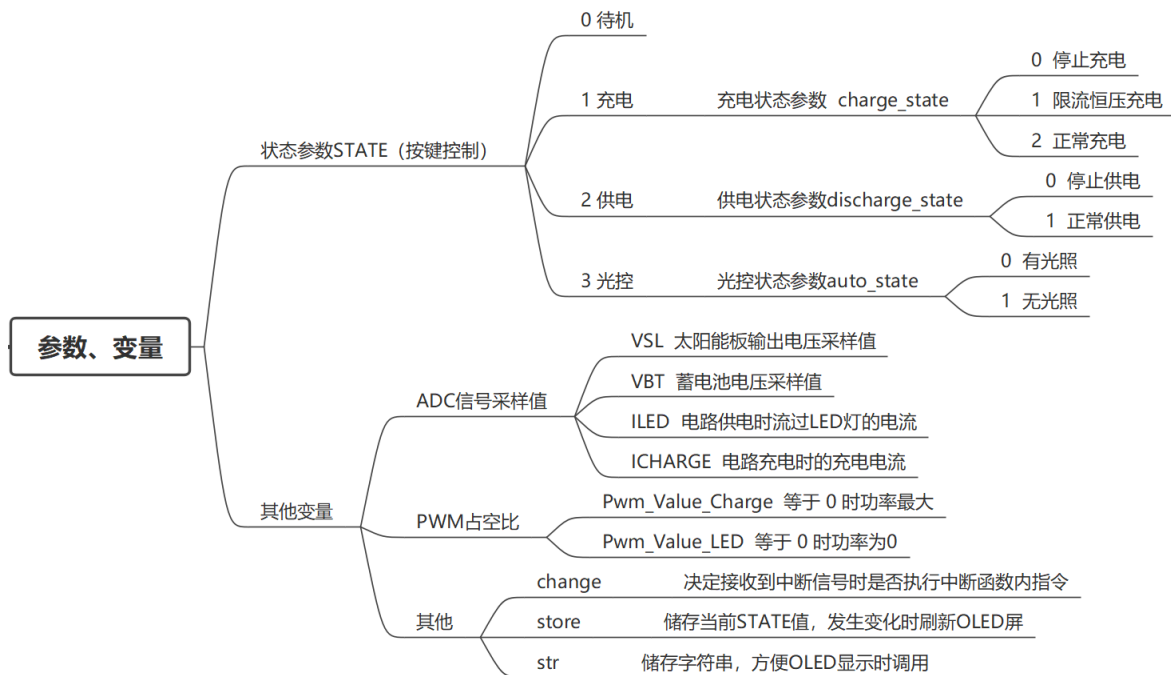 参数、变量
状态参数STATE（按键控制）
0 待机
1 充电
充电状态参数 charge_state
0 停止充电
1 限流恒压充电
2 正常充电
2 供电
供电状态参数discharge_state
0 停止供电
1 正常供电
3 光控
光控状态参数auto_state
0 有光照
1 无光照
其他变量
ADC信号采样值
VSL 太阳能板输出电压采样值
VBT 蓄电池电压采样值
ILED 电路供电时流过LED灯的电流
ICHARGE 电路充电时的充电电流
PWM占空比
Pwm_Value_Charge 等于 0 时功率最大
Pwm_Value_LED 等于 0 时功率为0
其他
change 决定接收到中断信号时是否执行中断函数内指令
store 储存当前STATE值，发生变化时刷新OLED屏
str 储存字符串，方便OLED显示时调用